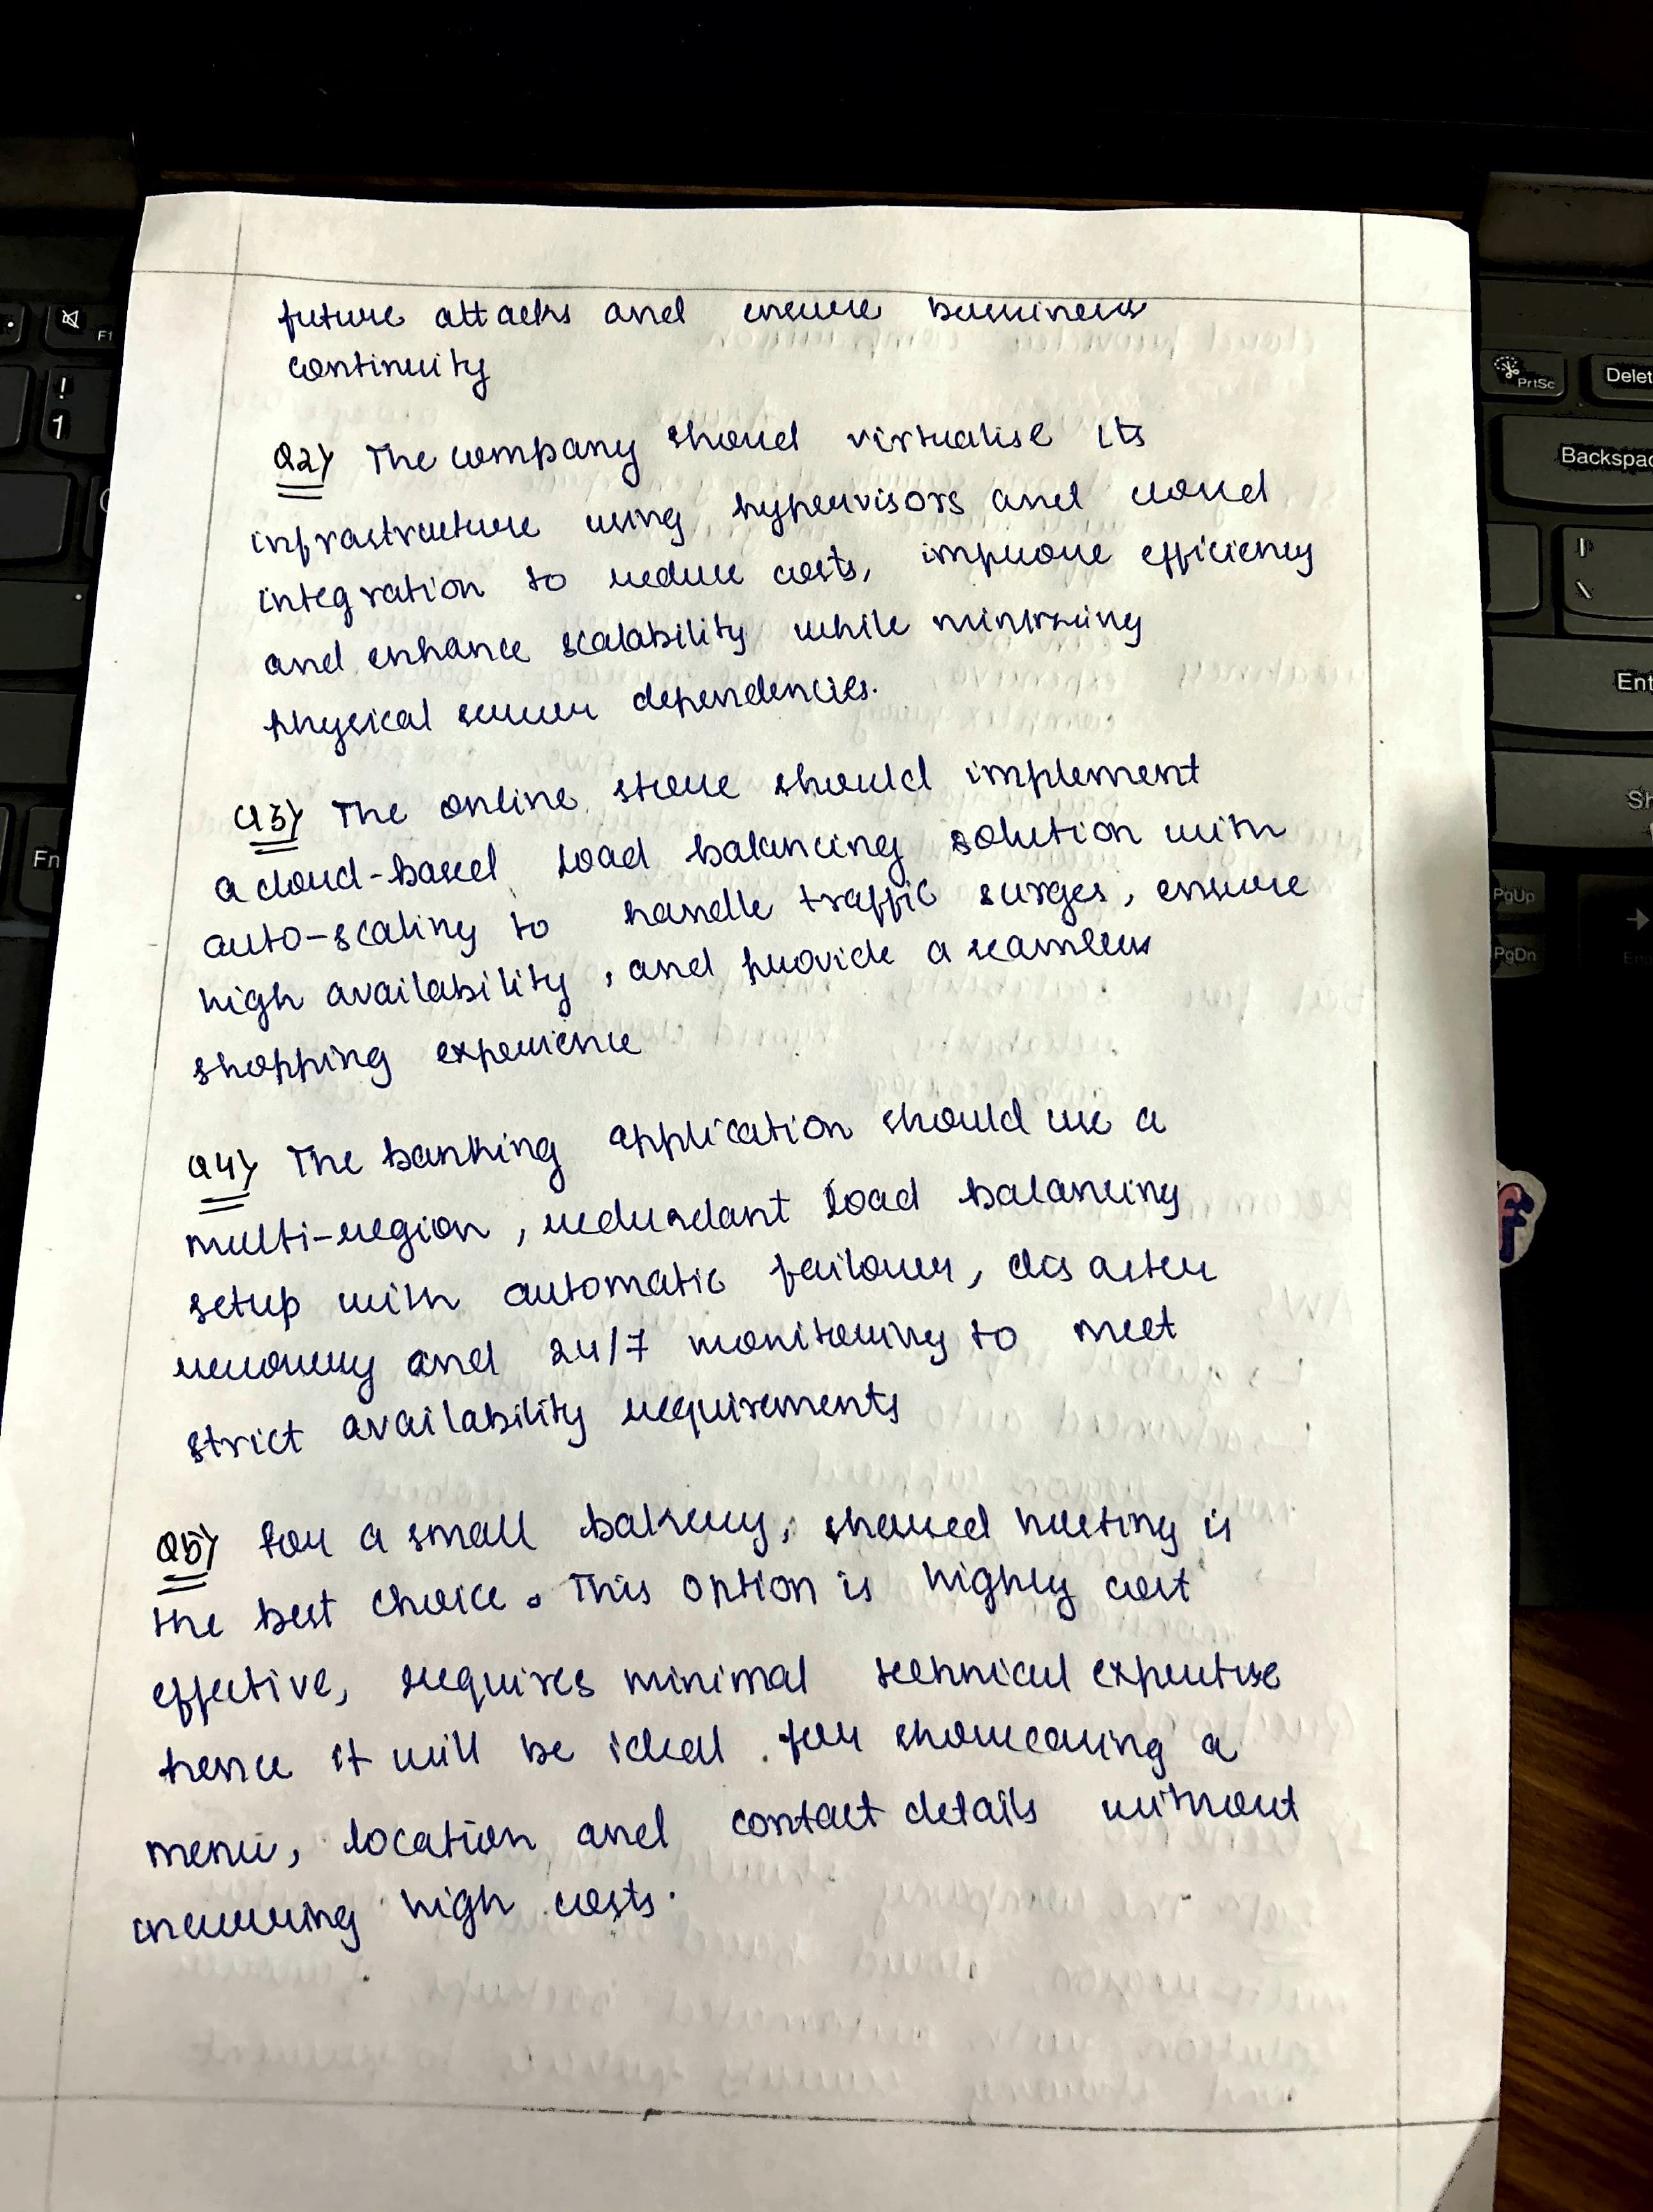 future attacks and ensure bussiness
continuity
Q2) The company should virtualise its
infrastructure using hypervisors and cloud
integration to reduce costs, improve efficiency
and enhance scalability while minimizing
physical server dependencies.
Q3) The online store should implement
a cloud-based load balancing solution with
auto-scaling to handle traffic surges, ensure
high availability, and provide a seamless
shopping experience
Q4) The banking application should use a
multi-region, redundant load balancing
setup with automatic failover, disaster
recovery and 24/7 monitoring to meet
strict availability requirements
Q5) For a small bakery, shared hosting is
the best choice. This option is highly cost
effective, requires minimal technical expertise
hence it will be ideal for showcasing a
menu, location and contact details without
incurring high costs.
F1
!
1
Fn
PrtSc
Delet
Backspac
Ent
Sh
PgUp
PgDn